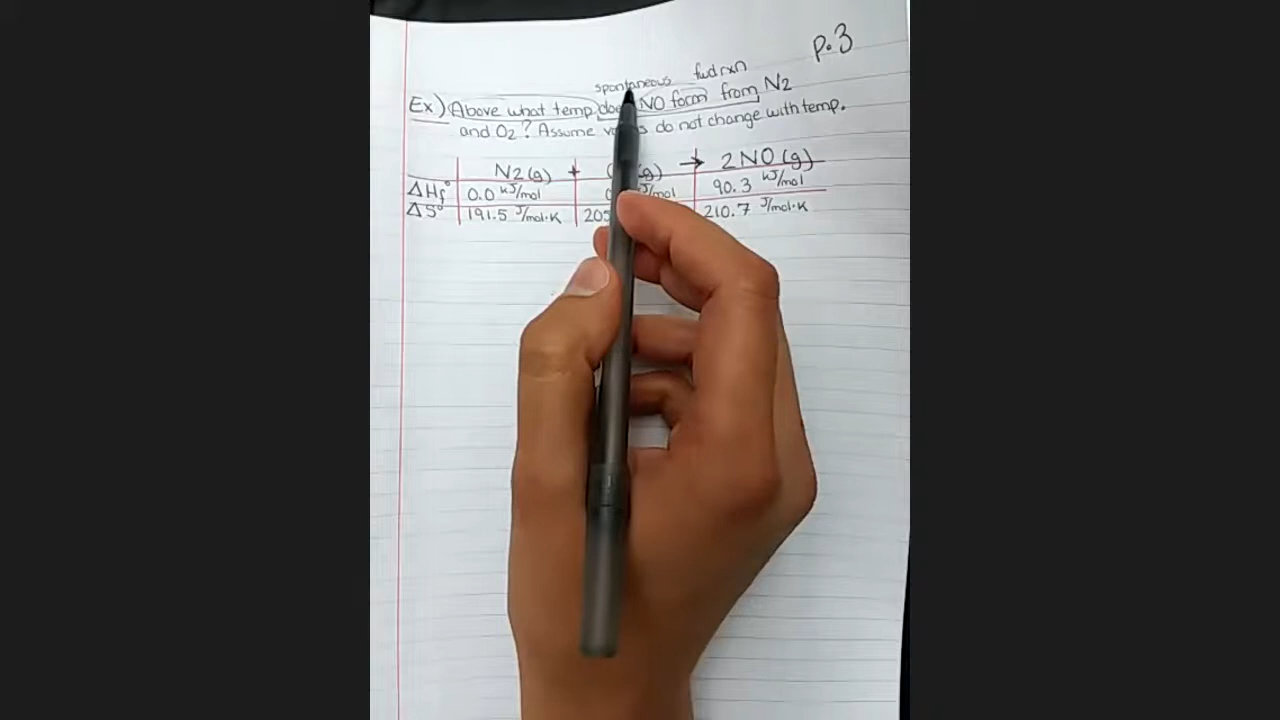 p.3
spontaneous fwd rxn
Ex) Above what temp NO form from N2
and O2? Assume do not change with temp.
N2(g) + (g) → 2NO(g)
ΔHf° 0.0 kJ/mol J/mol 90.3 kJ/mol
ΔS° 191.5 J/mol·K 205 210.7 J/mol·K